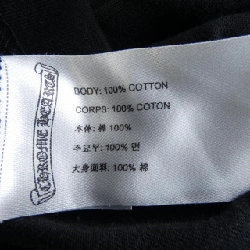 CHROME HEARTS
BODY: 100% COTTON
CORPS: 100% COTON
本体: 棉 100%
주요부: 100% 면
大身面料: 100% 棉